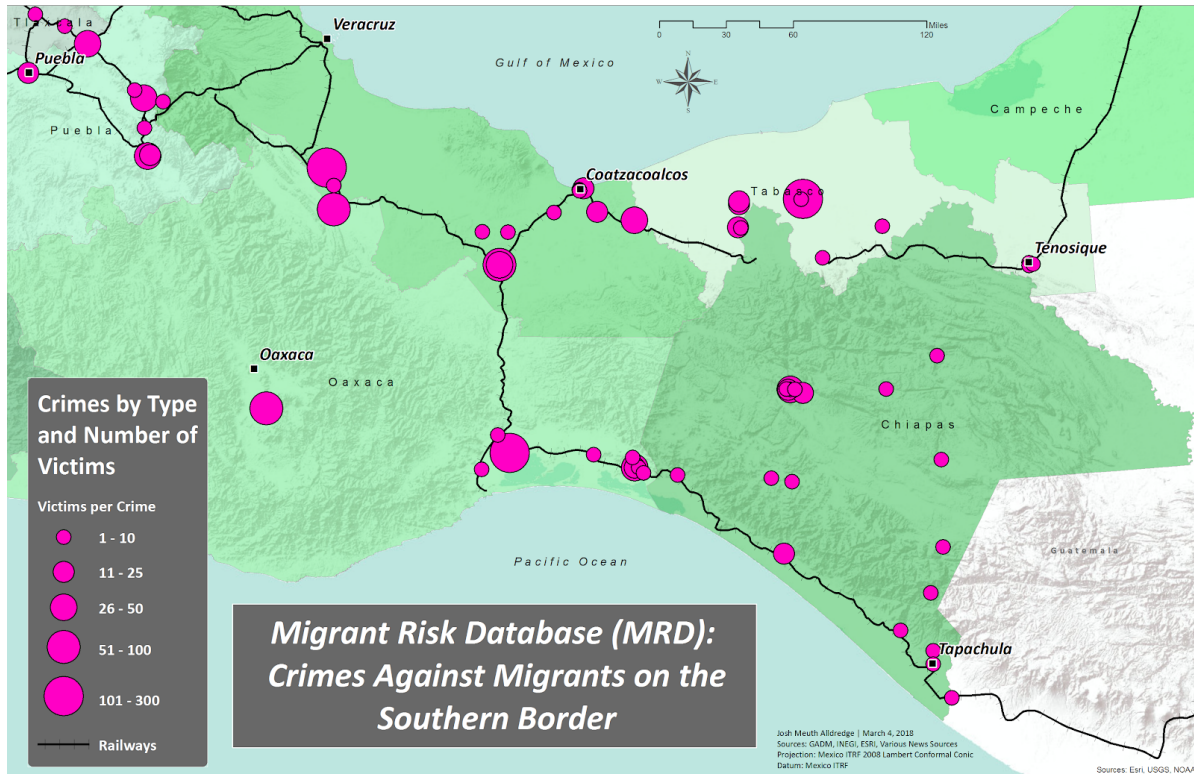 Tlaxcala
Veracruz
Puebla
Gulf of Mexico
0 30 60 120
Miles
N
W E
S
Campeche
Puebla
Coatzacoalcos
Tabasco
Tenosique
Oaxaca
Oaxaca
Chiapas
Pacific Ocean
Guatemala
Tapachula
Crimes by Type
and Number of
Victims
Victims per Crime
1 - 10
11 - 25
26 - 50
51 - 100
101 - 300
Railways
Migrant Risk Database (MRD):
Crimes Against Migrants on the
Southern Border
Josh Meuth Alldredge | March 4, 2018
Sources: GADM, INEGI, ESRI, Various News Sources
Projection: Mexico ITRF 2008 Lambert Conformal Conic
Datum: Mexico ITRF
Sources: Esri, USGS, NOAA